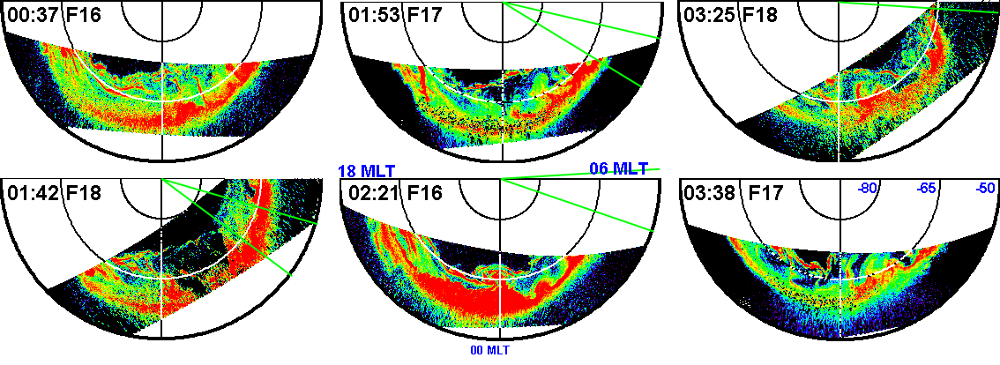 00:37 F16
01:53 F17
03:25 F18
18 MLT
06 MLT
01:42 F18
02:21 F16
03:38 F17
-80
-65
-50
00 MLT